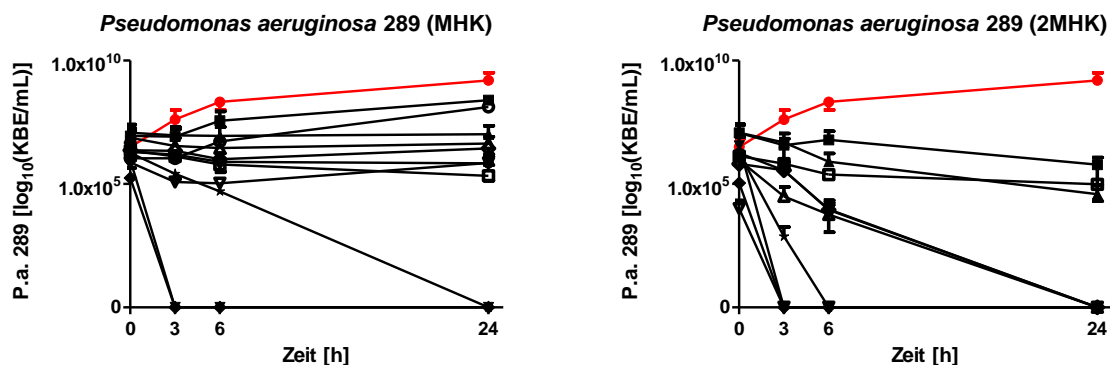 Pseudomonas aeruginosa 289 (MHK)
1.0x10¹⁰
1.0x10⁵
0
P.a. 289 [log₁₀(KBE/mL)]
0 3 6 24
Zeit [h]
Pseudomonas aeruginosa 289 (2MHK)
1.0x10¹⁰
1.0x10⁵
0
P.a. 289 [log₁₀(KBE/mL)]
0 3 6 24
Zeit [h]